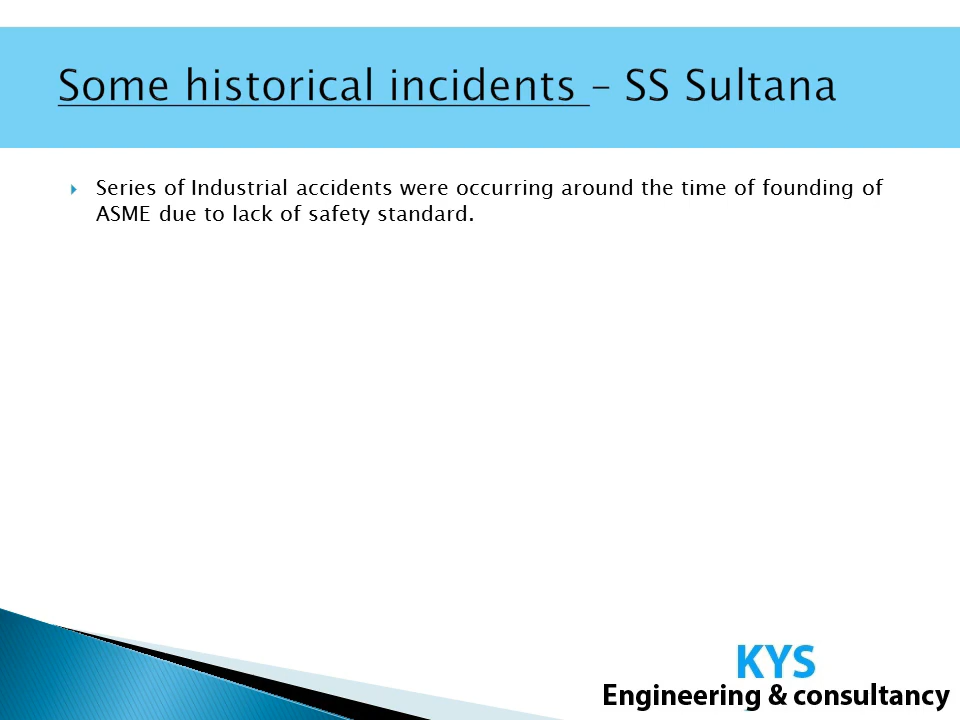 Some historical incidents – SS Sultana
Series of Industrial accidents were occurring around the time of founding of
ASME due to lack of safety standard.
KYS
Engineering & consultancy